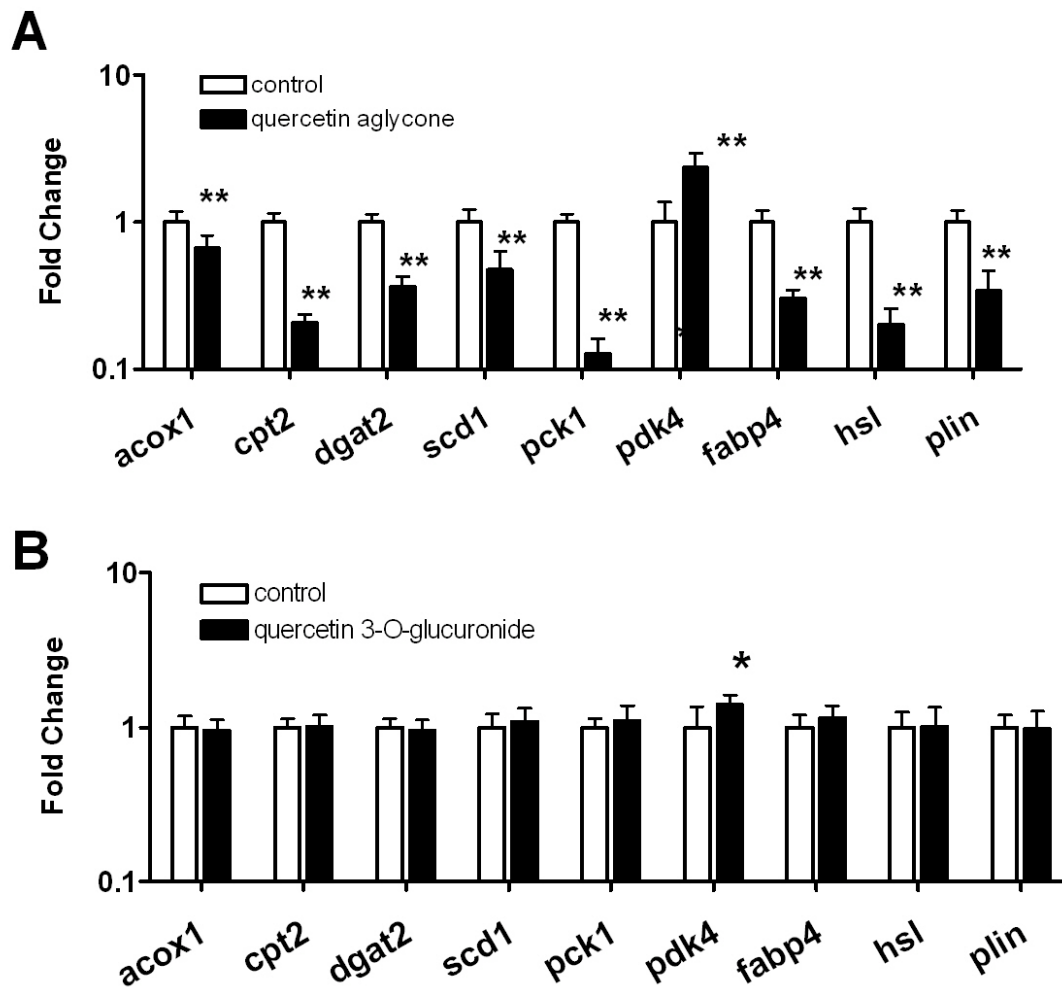 A
10
control
quercetin aglycone
Fold Change
**
**
**
**
**
**
**
**
**
1
*
0.1
acox1 cpt2 dgat2 scd1 pck1 pdk4 fabp4 hsl plin
B
10
control
quercetin 3-O-glucuronide
Fold Change
*
1
0.1
acox1 cpt2 dgat2 scd1 pck1 pdk4 fabp4 hsl plin